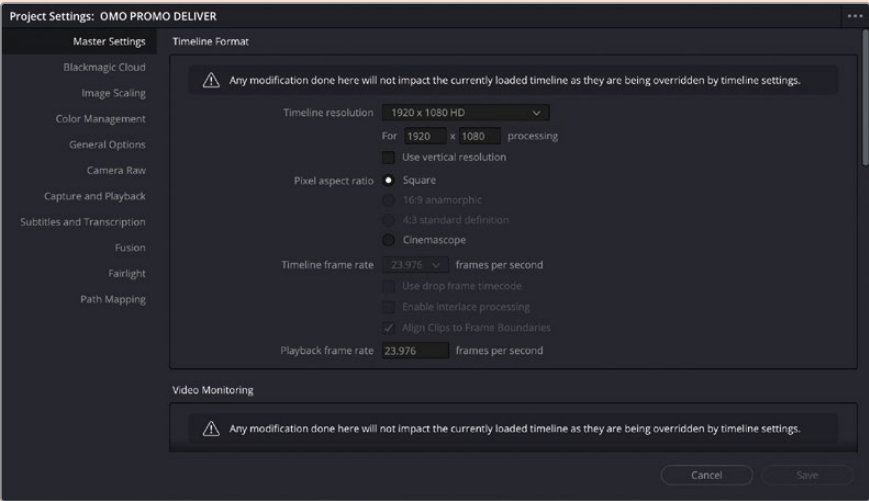 Project Settings: OMO PROMO DELIVER
Master Settings
Blackmagic Cloud
Image Scaling
Color Management
General Options
Camera Raw
Capture and Playback
Subtitles and Transcription
Fusion
Fairlight
Path Mapping
Timeline Format
Any modification done here will not impact the currently loaded timeline as they are being overridden by timeline settings.
Timeline resolution 1920 x 1080 HD
For 1920 x 1080 processing
Use vertical resolution
Pixel aspect ratio Square
16:9 anamorphic
4:3 standard definition
Cinemascope
Timeline frame rate 23.976 frames per second
Use drop frame timecode
Enable interlace processing
Align Clips to Frame Boundaries
Playback frame rate 23.976 frames per second
Video Monitoring
Any modification done here will not impact the currently loaded timeline as they are being overridden by timeline settings.
Cancel Save